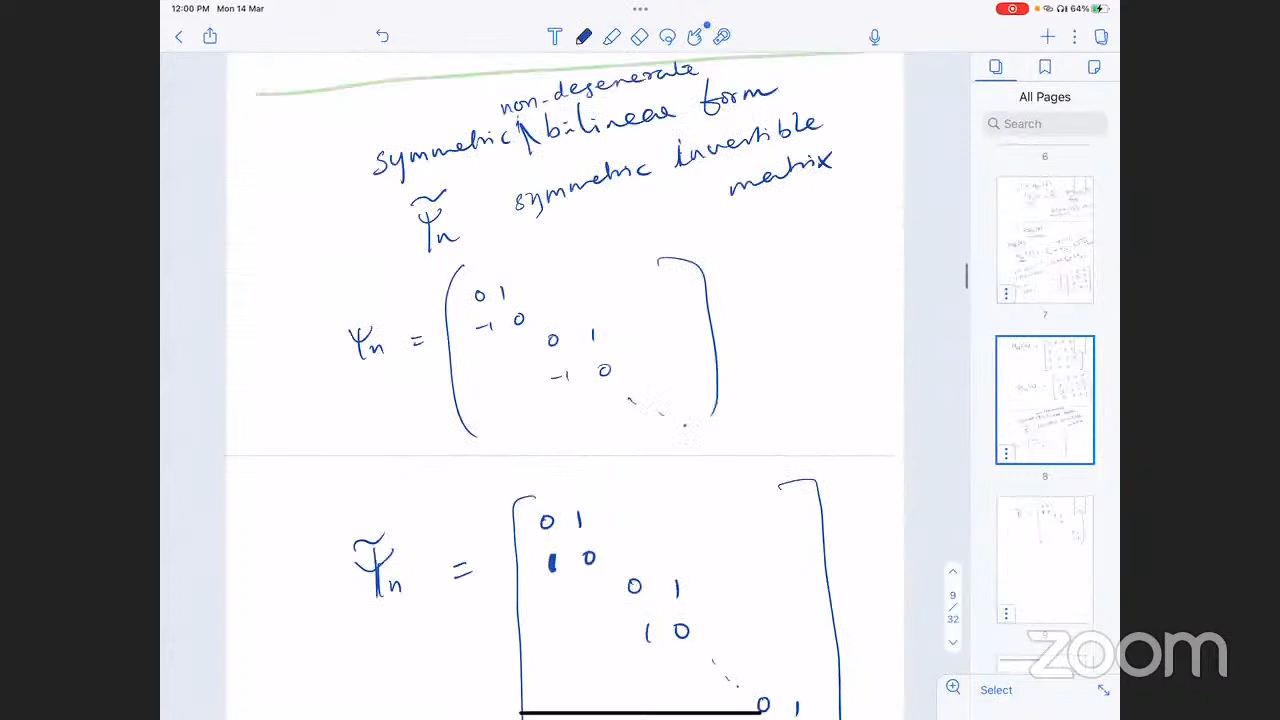 12:00 PM Mon 14 Mar
64%
non-degenerate
symmetric bilinear form
ψ̃n symmetric invertible
matrix
ψn =
0 1
-1 0
0 1
-1 0
ψ̃n =
0 1
1 0
0 1
1 0
0 1
All Pages
Search
6
7
8
9
9
/
32
Select
zoom